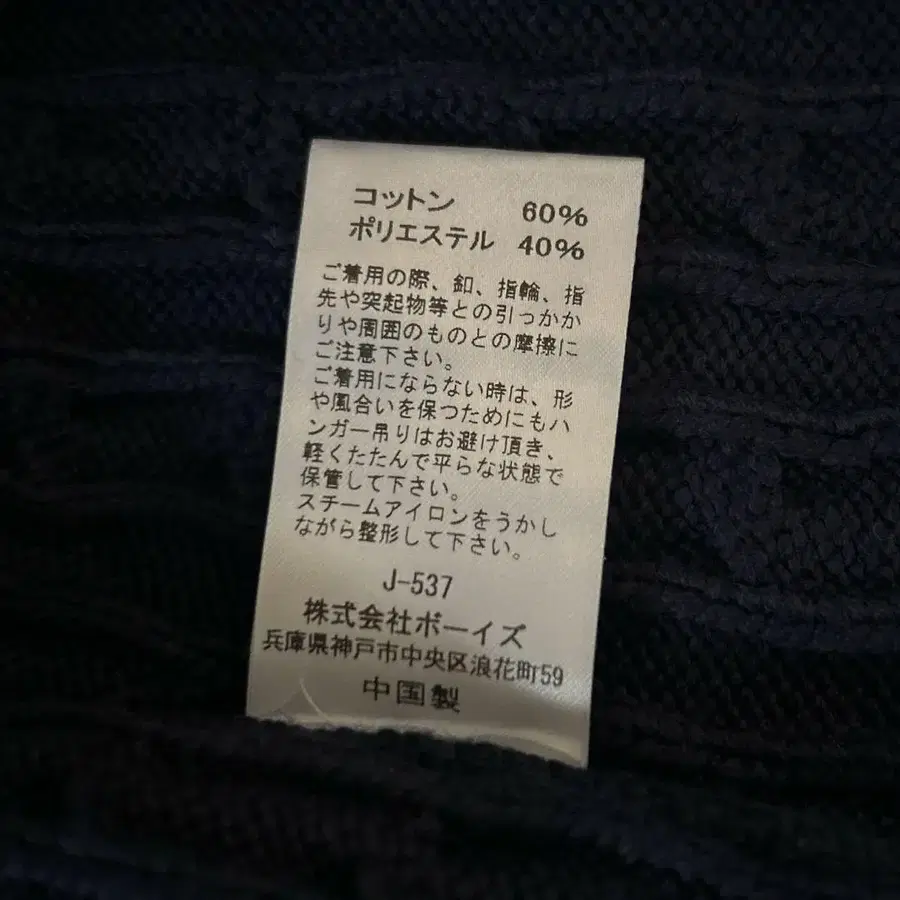 コットン 60%
ポリエステル 40%
ご着用の際、釦、指輪、指
先や突起物等との引っかか
りや周囲のものとの摩擦に
ご注意下さい。
ご着用にならない時は、形
や風合いを保つためにもハ
ンガー吊りはお避け頂き、
軽くたたんで平らな状態で
保管して下さい。
スチームアイロンをうかし
ながら整形して下さい。
J-537
株式会社ボーイズ
兵庫県神戸市中央区浪花町59
中国製